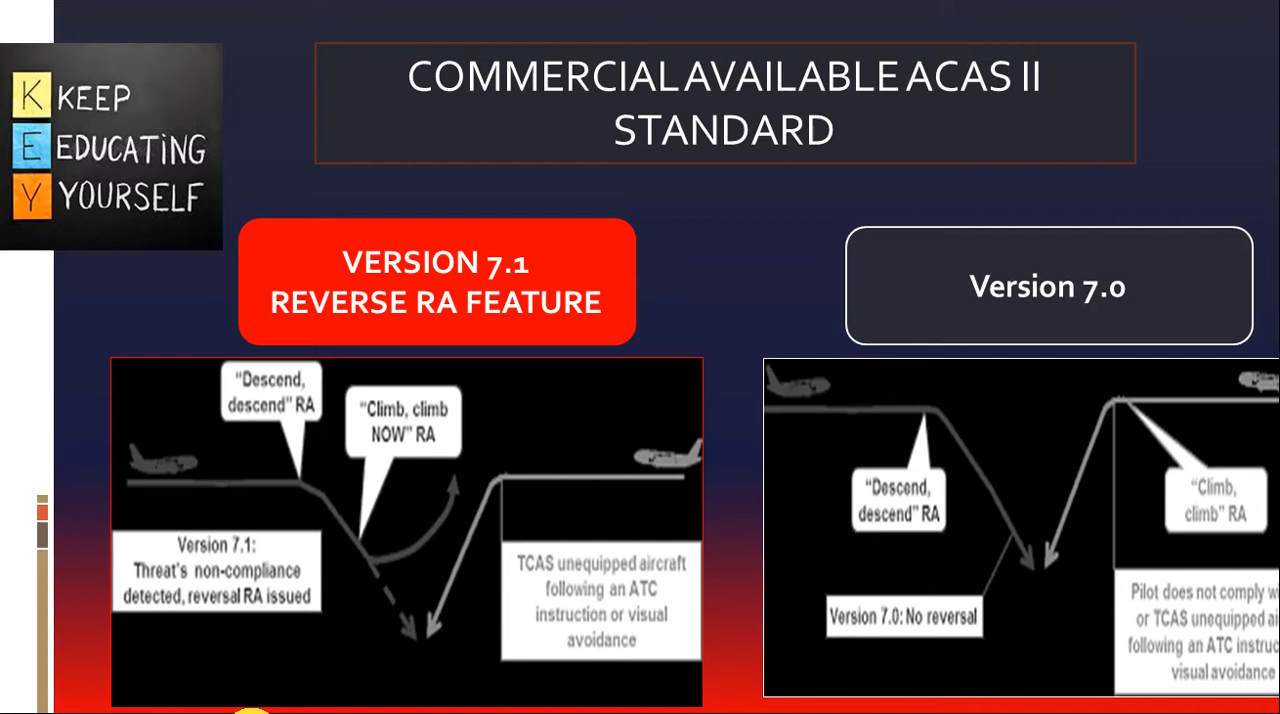 COMMERCIAL AVAILABLE ACAS II
STANDARD
K KEEP
E EDUCATING
Y YOURSELF
VERSION 7.1
REVERSE RA FEATURE
Version 7.0
"Descend,
descend" RA
"Climb, climb
NOW" RA
Version 7.1:
Threat's non-compliance
detected, reversal RA issued
TCAS unequipped aircraft
following an ATC
instruction or visual
avoidance
"Descend,
descend" RA
"Climb,
climb" RA
Version 7.0: No reversal
Pilot does not comply
or TCAS unequipped
following an ATC
visual avoidance